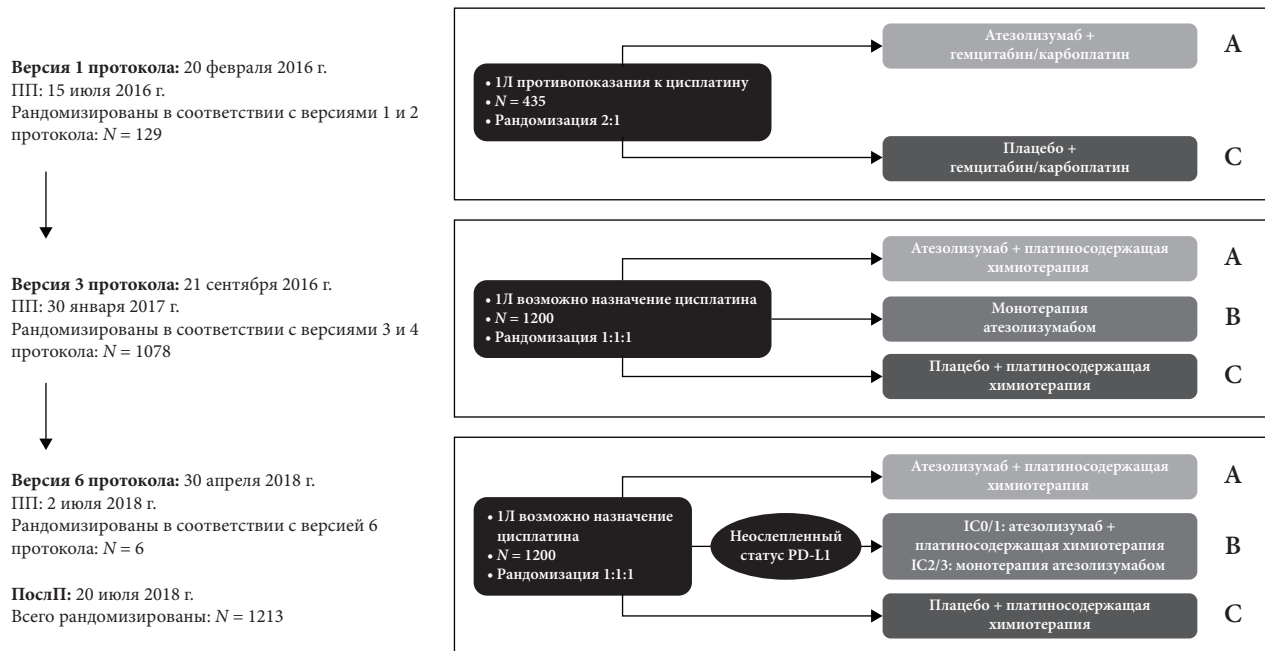 Версия 1 протокола: 20 февраля 2016 г.
ПП: 15 июля 2016 г.
Рандомизированы в соответствии с версиями 1 и 2
протокола: N = 129
• 1Л противопоказания к цисплатину
• N = 435
• Рандомизация 2:1
Атезолизумаб +
гемцитабин/карбоплатин
A
Плацебо +
гемцитабин/карбоплатин
C
Версия 3 протокола: 21 сентября 2016 г.
ПП: 30 января 2017 г.
Рандомизированы в соответствии с версиями 3 и 4
протокола: N = 1078
• 1Л возможно назначение цисплатина
• N = 1200
• Рандомизация 1:1:1
Атезолизумаб + платиносодержащая
химиотерапия
A
Монотерапия
атезолизумабом
B
Плацебо + платиносодержащая
химиотерапия
C
Версия 6 протокола: 30 апреля 2018 г.
ПП: 2 июля 2018 г.
Рандомизированы в соответствии с версией 6
протокола: N = 6
ПослП: 20 июля 2018 г.
Всего рандомизированы: N = 1213
• 1Л возможно назначение
цисплатина
• N = 1200
• Рандомизация 1:1:1
Неослепленный
статус PD-L1
Атезолизумаб + платиносодержащая
химиотерапия
A
IC0/1: атезолизумаб +
платиносодержащая химиотерапия
IC2/3: монотерапия атезолизумабом
B
Плацебо + платиносодержащая
химиотерапия
C